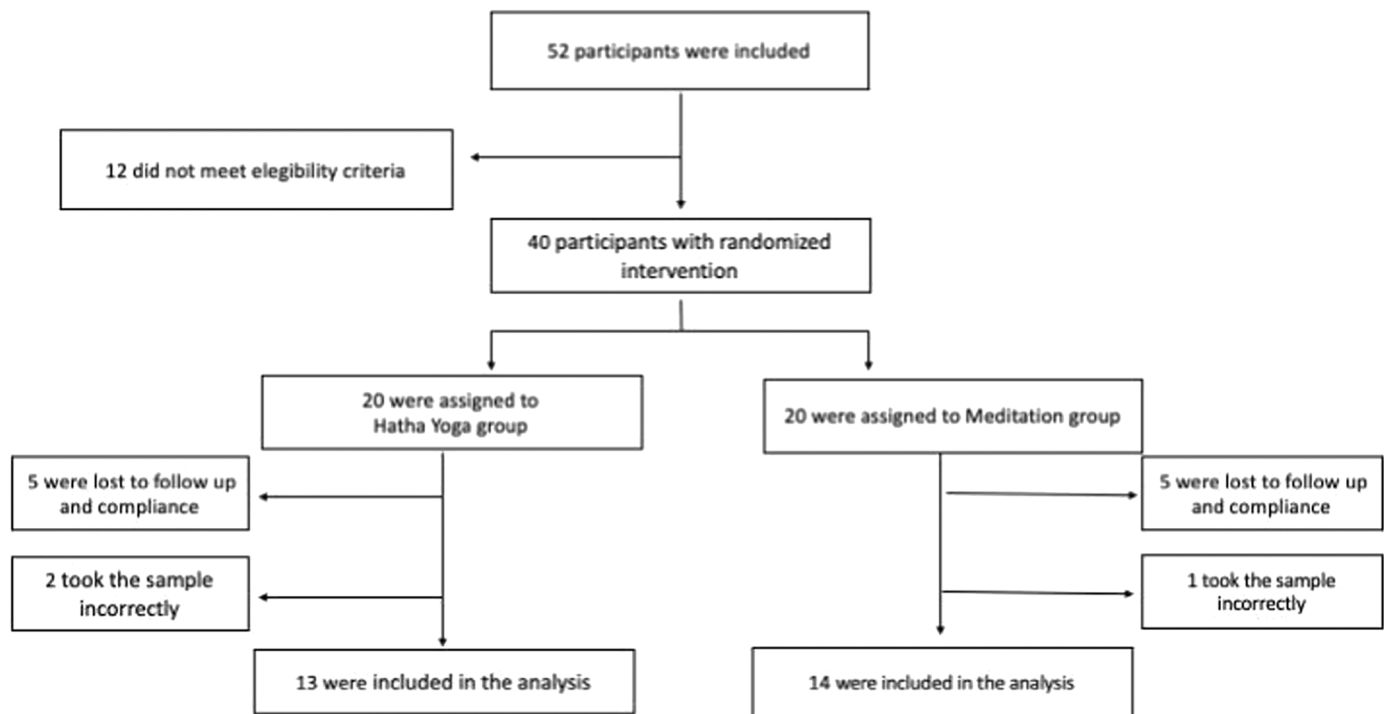 52 participants were included
12 did not meet elegibility criteria
40 participants with randomized
intervention
20 were assigned to
Hatha Yoga group
20 were assigned to Meditation group
5 were lost to follow up
and compliance
5 were lost to follow up
and compliance
2 took the sample
incorrectly
1 took the sample
incorrectly
13 were included in the analysis
14 were included in the analysis